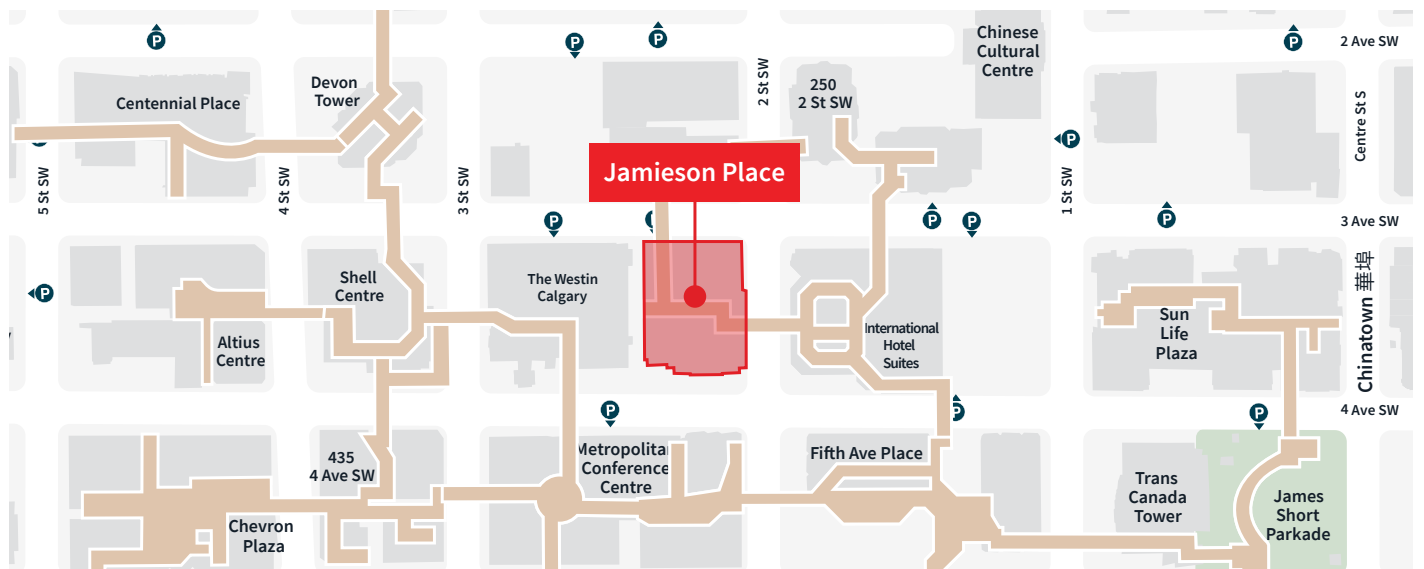 P
P
P
P
2 Ave SW
Chinese
Cultural
Centre
Devon
Tower
Centennial Place
2 St SW
250
2 St SW
Centre St S
P
Jamieson Place
5 St SW
4 St SW
3 St SW
1 St SW
P
P
P
P
3 Ave SW
P
Shell
Centre
The Westin
Calgary
Altius
Centre
International
Hotel
Suites
Sun
Life
Plaza
Chinatown 華埠
P
P
P
4 Ave SW
435
4 Ave SW
Metropolitan
Conference
Centre
Fifth Ave Place
Trans
Canada
Tower
James
Short
Parkade
Chevron
Plaza